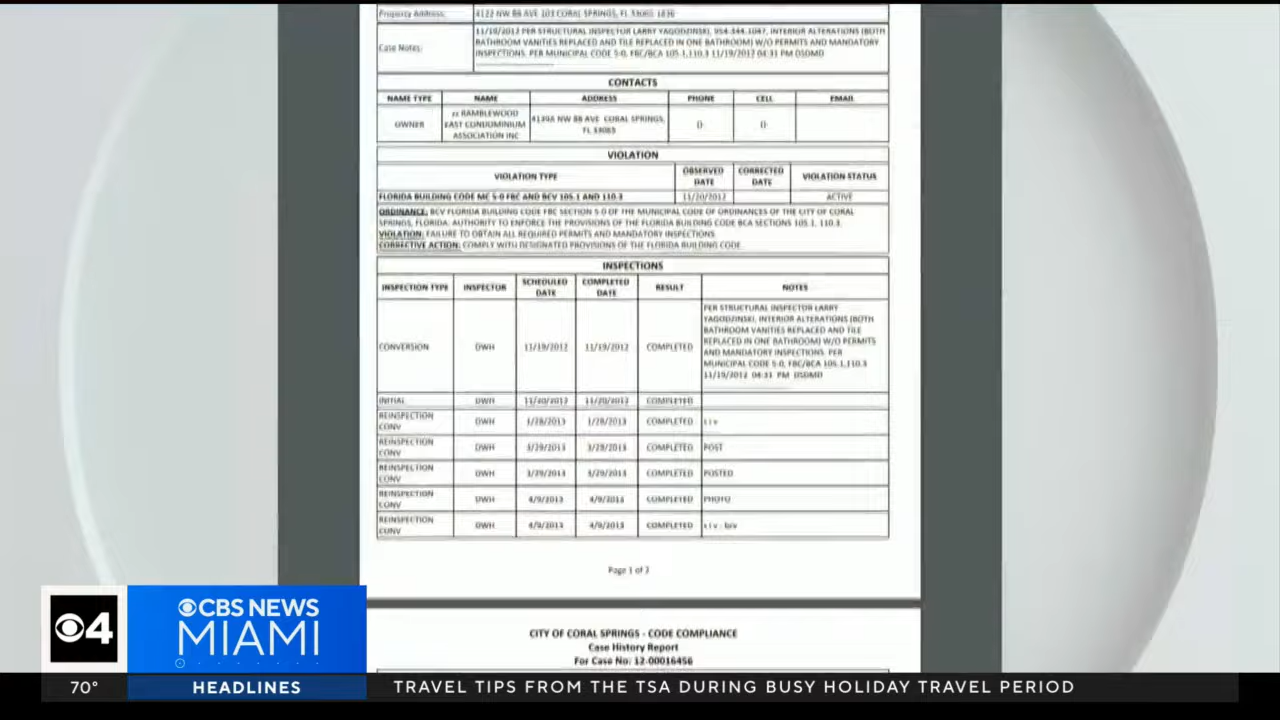 Property Address: 4122 NW 88 AVE 103 CORAL SPRINGS, FL 33065
Case Notes:
11/19/2012 PER STRUCTURAL INSPECTOR LARRY YAGODZINSKI, 954-344-1047, INTERIOR ALTERATIONS (BOTH
BATHROOM VANITIES REPLACED AND TILE REPLACED IN ONE BATHROOM) W/O PERMITS AND MANDATORY
INSPECTIONS. PER MUNICIPAL CODE 5-0, FBC/BCA 105.1,110.3 11/19/2012 04:31 PM DSDMD
CONTACTS
NAME TYPE NAME ADDRESS PHONE CELL EMAIL
OWNER
RAMBLEWOOD
EAST CONDOMINIUM
ASSOCIATION INC
4139A NW 88 AVE CORAL SPRINGS,
FL 33065
() ()
VIOLATION
VIOLATION TYPE OBSERVED DATE CORRECTED DATE VIOLATION STATUS
FLORIDA BUILDING CODE MC 5-0 FBC AND BCV 105.1 AND 110.3 11/20/2012 ACTIVE
ORDINANCE: BCV FLORIDA BUILDING CODE FBC SECTION 5-0 OF THE MUNICIPAL CODE OF ORDINANCES OF THE CITY OF CORAL
SPRINGS, FLORIDA. AUTHORITY TO ENFORCE THE PROVISIONS OF THE FLORIDA BUILDING CODE BCA SECTIONS 105.1, 110.3.
VIOLATION: FAILURE TO OBTAIN ALL REQUIRED PERMITS AND MANDATORY INSPECTIONS
CORRECTIVE ACTION: COMPLY WITH DESIGNATED PROVISIONS OF THE FLORIDA BUILDING CODE
INSPECTIONS
INSPECTION TYPE INSPECTOR SCHEDULED DATE COMPLETED DATE RESULT NOTES
CONVERSION DWH 11/19/2012 11/19/2012 COMPLETED
PER STRUCTURAL INSPECTOR LARRY
YAGODZINSKI, INTERIOR ALTERATIONS (BOTH
BATHROOM VANITIES REPLACED AND TILE
REPLACED IN ONE BATHROOM) W/O PERMITS
AND MANDATORY INSPECTIONS. PER
MUNICIPAL CODE 5-0, FBC/BCA 105.1,110.3
11/19/2012 04:31 PM DSDMD
INITIAL DWH 11/20/2012 11/20/2012 COMPLETED
REINSPECTION CONV DWH 1/28/2013 1/28/2013 COMPLETED
REINSPECTION CONV DWH 3/29/2013 3/29/2013 COMPLETED POST
REINSPECTION CONV DWH 3/29/2013 3/29/2013 COMPLETED POSTED
REINSPECTION CONV DWH 4/9/2013 4/9/2013 COMPLETED PHOTO
REINSPECTION CONV DWH 4/9/2013 4/9/2013 COMPLETED
Page 1 of
CITY OF CORAL SPRINGS - CODE COMPLIANCE
Case History Report
For Case No: 12-00016456
4
CBS NEWS
MIAMI
70° HEADLINES TRAVEL TIPS FROM THE TSA DURING BUSY HOLIDAY TRAVEL PERIOD